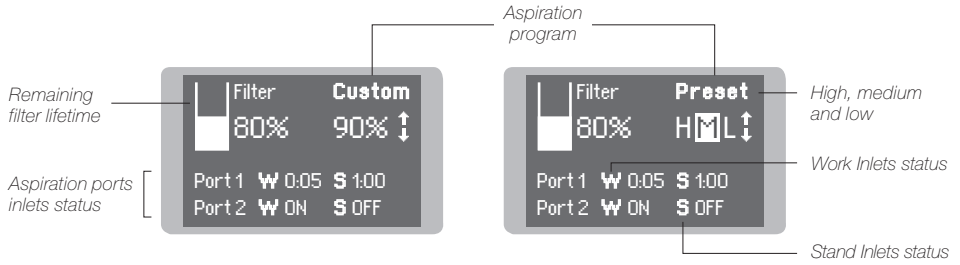 Aspiration
program
Remaining
filter lifetime
Filter Custom
80% 90%
Aspiration ports
inlets status
Port 1 W 0:05 S 1:00
Port 2 W ON S OFF
Filter Preset
80% H M L
Port 1 W 0:05 S 1:00
Port 2 W ON S OFF
High, medium
and low
Work Inlets status
Stand Inlets status